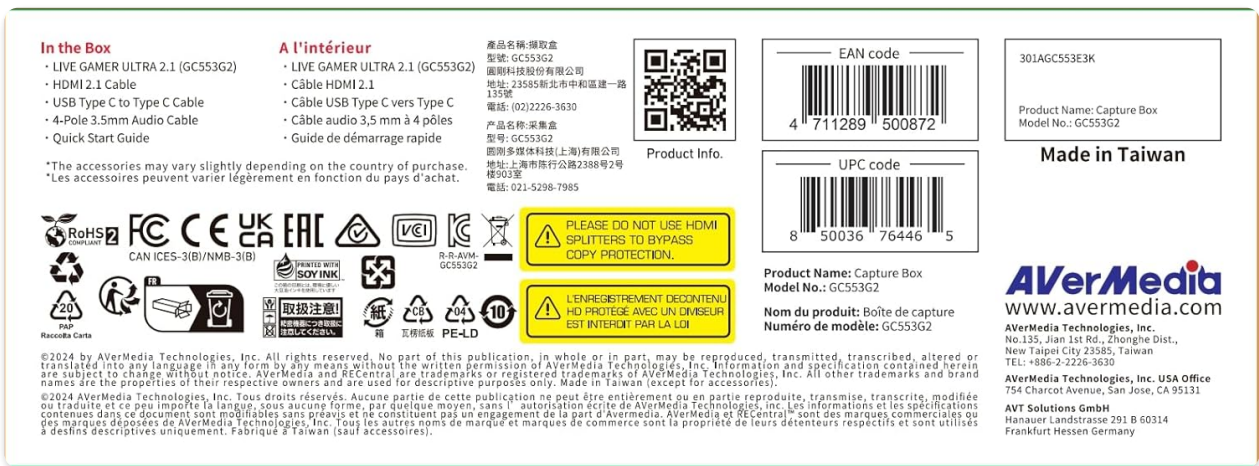 In the Box
· LIVE GAMER ULTRA 2.1 (GC553G2)
· HDMI 2.1 Cable
· USB Type C to Type C Cable
· 4-Pole 3.5mm Audio Cable
· Quick Start Guide
A l'intérieur
· LIVE GAMER ULTRA 2.1 (GC553G2)
· Câble HDMI 2.1
· Câble USB Type C vers Type C
· Câble audio 3,5 mm à 4 pôles
· Guide de démarrage rapide
*The accessories may vary slightly depending on the country of purchase.
*Les accessoires peuvent varier légèrement en fonction du pays d'achat.
產品名稱:擷取盒
型號: GC553G2
圓剛科技股份有限公司
地址: 23585新北市中和區建一路
135號
電話: (02)2226-3630
产品名称:采集盒
型号: GC553G2
圆刚多媒体科技(上海)有限公司
地址:上海市陈行公路2388号2号
楼903室
電話: 021-5298-7985
Product Info.
EAN code
4 711289 500872
UPC code
8 50036 76446 5
301AGC553E3K
Product Name: Capture Box
Model No.: GC553G2
Made in Taiwan
RoHS 2
COMPLIANT
FC CE UK CA EAC
VCI
CAN ICES-3(B)/NMB-3(B)
R-R-AVM-
GC553G2
PRINTED WITH
SOY INK
20
PAP
Raccolta Carta
FR
取扱注意!
精密機器につき取扱に
注意してください。
紙
箱
CB
瓦楞纸板
04
PE-LD
10
PLEASE DO NOT USE HDMI
SPLITTERS TO BYPASS
COPY PROTECTION.
L'ENREGISTREMENT DECONTENU
HD PROTÉGÉ AVEC UN DIVISEUR
EST INTERDIT PAR LA LOI
Product Name: Capture Box
Model No.: GC553G2
Nom du produit: Boîte de capture
Numéro de modèle: GC553G2
AVerMedia
www.avermedia.com
AVerMedia Technologies, Inc.
No.135, Jian 1st Rd., Zhonghe Dist.,
New Taipei City 23585, Taiwan
TEL: +886-2-2226-3630
AVerMedia Technologies, Inc. USA Office
754 Charcot Avenue, San Jose, CA 95131
AVT Solutions GmbH
Hanauer Landstrasse 291 B 60314
Frankfurt Hessen Germany
©2024 by AVerMedia Technologies, Inc. All rights reserved. No part of this publication, in whole or in part, may be reproduced, transmitted, transcribed, altered or
translated into any language in any form by any means without the written permission of AVerMedia Technologies, Inc. Information and specification contained herein
are subject to change without notice. AVerMedia and RECentral are trademarks or registered trademarks of AVerMedia Technologies, Inc. All other trademarks and brand
names are the properties of their respective owners and are used for descriptive purposes only. Made in Taiwan (except for accessories).
©2024 AVerMedia Technologies, Inc. Tous droits réservés. Aucune partie de cette publication ne peut être entièrement ou en partie reproduite, transmise, transcrite, modifiée
ou traduite et ce peu importe la langue, sous aucune forme, par quelque moyen, sans l' autorisation écrite de AVerMedia Technologies, inc. Les informations et les spécifications
contenues dans ce document sont modifiables sans préavis et ne constituent pas un engagement de la part d'Avermedia. AVerMedia et RECentral™ sont des marques commerciales ou
des marques déposées de AVerMedia Technologies, Inc. Tous les autres noms de marque et marques de commerce sont la propriété de leurs détenteurs respectifs et sont utilisés
à desfins descriptives uniquement. Fabriqué à Taïwan (sauf accessoires).